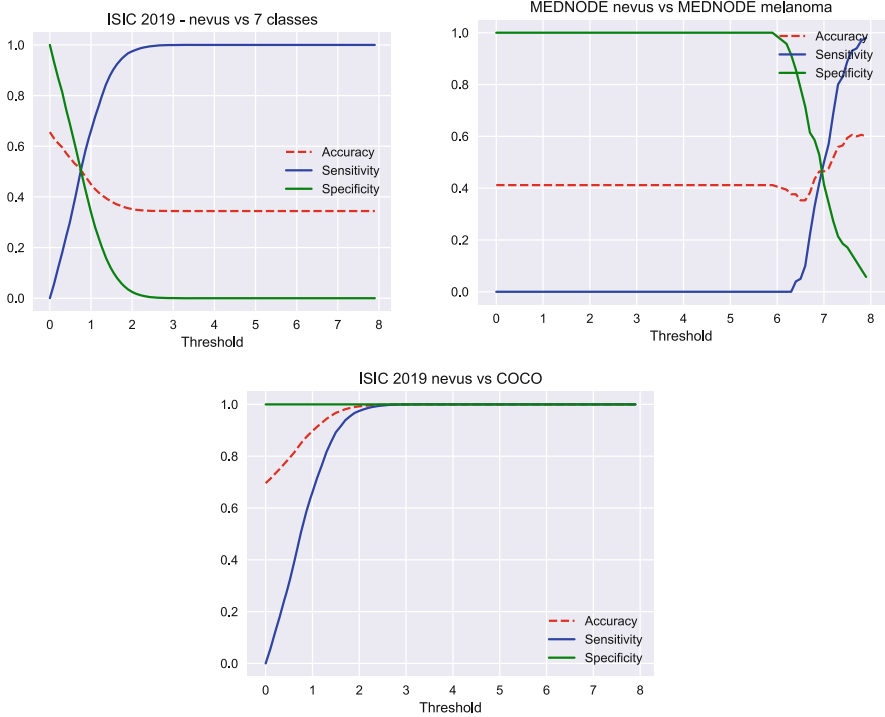 ISIC 2019 - nevus vs 7 classes
1.0
0.8
0.6
0.4
0.2
0.0
Accuracy
Sensitivity
Specificity
0 1 2 3 4 5 6 7 8
Threshold
MEDNODE nevus vs MEDNODE melanoma
1.0
0.8
0.6
0.4
0.2
0.0
Accuracy
Sensitivity
Specificity
0 1 2 3 4 5 6 7 8
Threshold
ISIC 2019 nevus vs COCO
1.0
0.8
0.6
0.4
0.2
0.0
Accuracy
Sensitivity
Specificity
0 1 2 3 4 5 6 7 8
Threshold